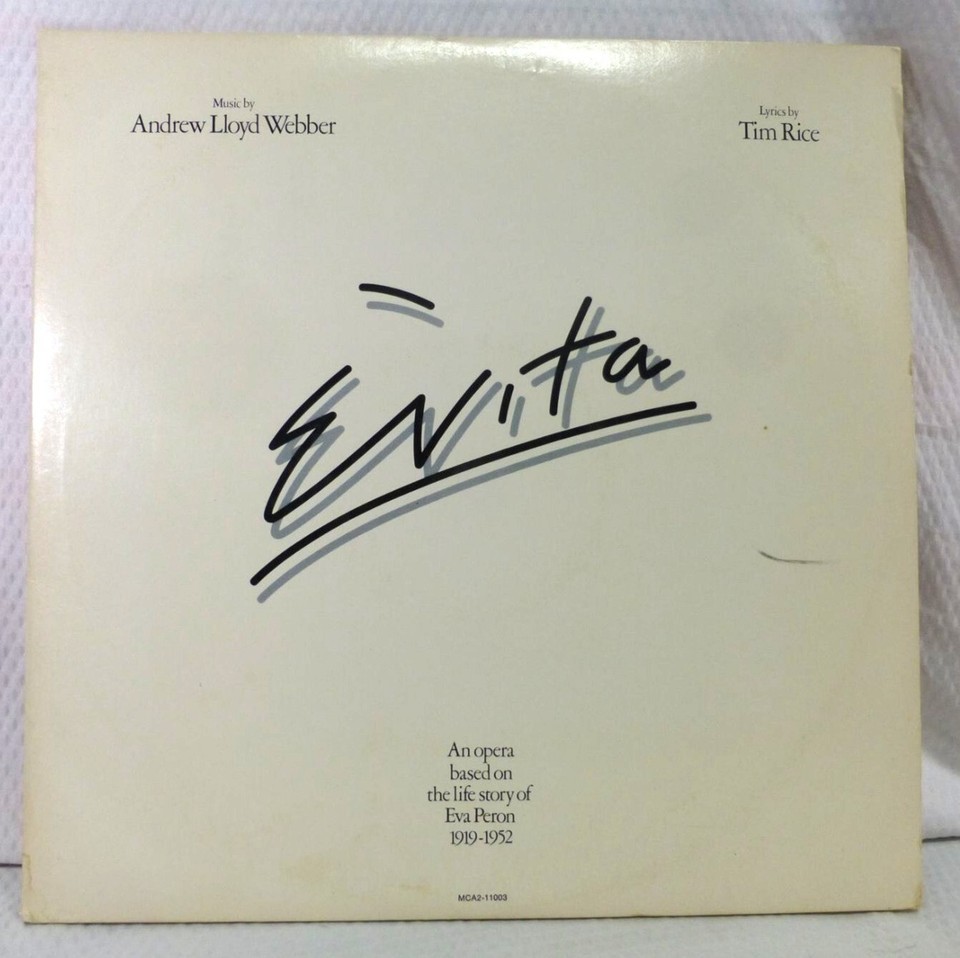 Music by
Andrew Lloyd Webber
Lyrics by
Tim Rice
Evita
An opera
based on
the life story of
Eva Peron
1919-1952
MCA2-11003